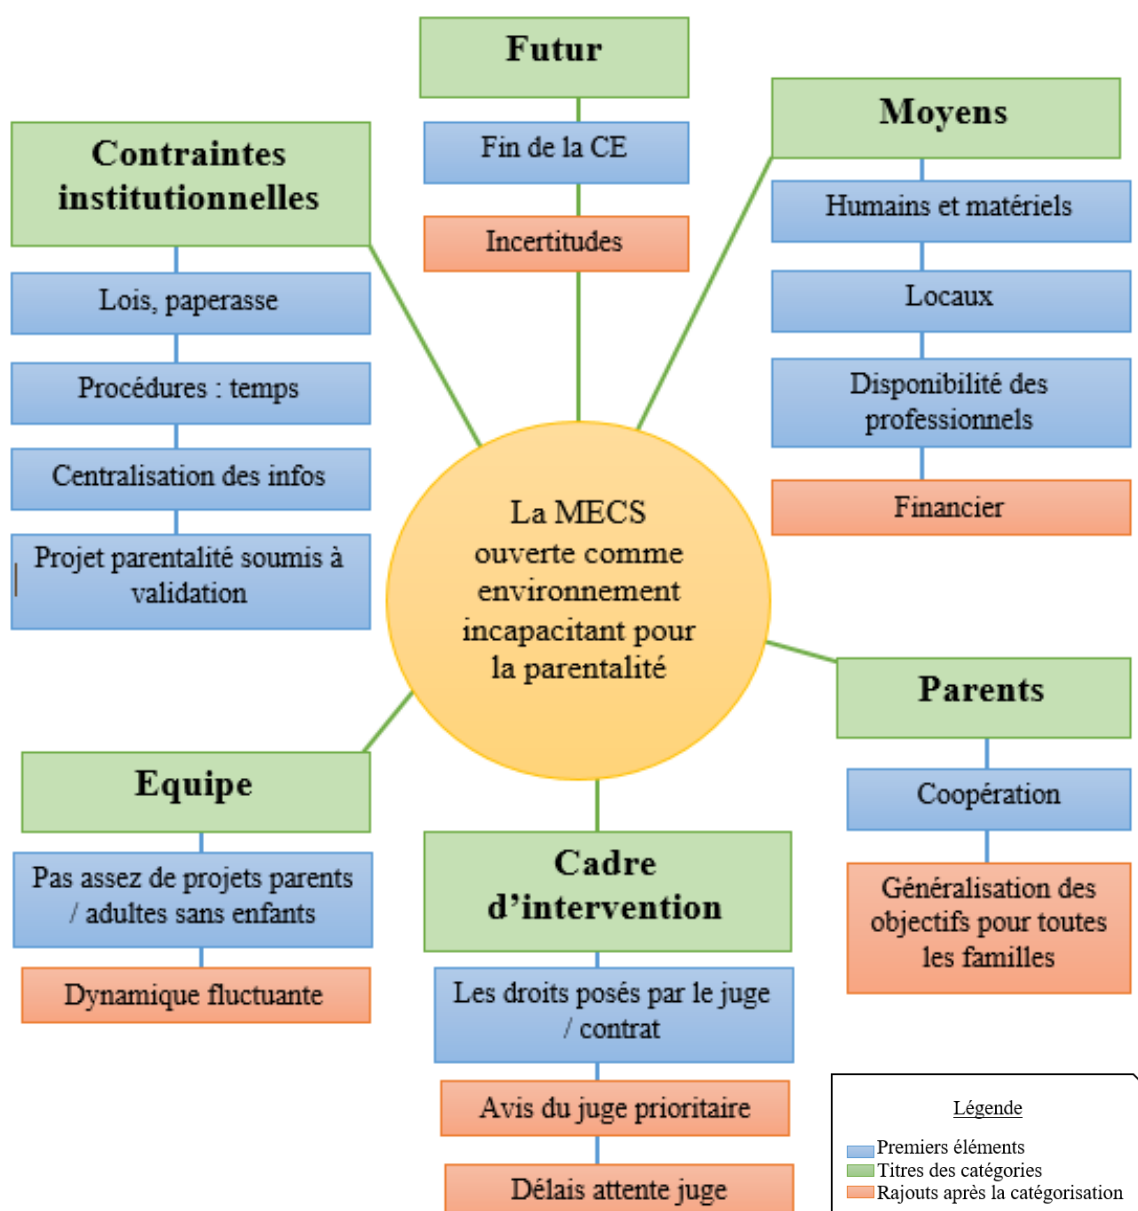 Futur
Fin de la CE
Incertitudes
Moyens
Humains et matériels
Locaux
Disponibilité des
professionnels
Financier
Contraintes
institutionnelles
Lois, paperasse
Procédures : temps
Centralisation des infos
Projet parentalité soumis à
validation
La MECS
ouverte comme
environnement
incapacitant pour
la parentalité
Parents
Coopération
Généralisation des
objectifs pour toutes
les familles
Equipe
Pas assez de projets parents
/ adultes sans enfants
Dynamique fluctuante
Cadre
d'intervention
Les droits posés par le juge
/ contrat
Avis du juge prioritaire
Délais attente juge
Légende
Premiers éléments
Titres des catégories
Rajouts après la catégorisation